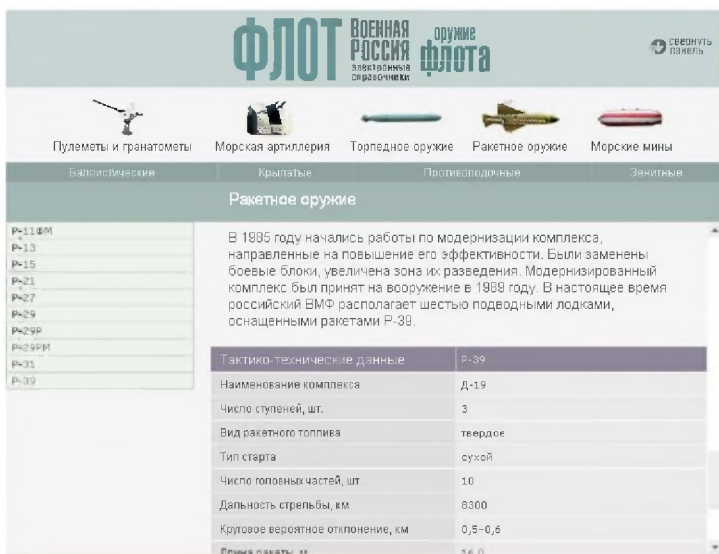 ФЛОТ ВОЕННАЯ РОССИЯ электронные справочники оружие флота
свернуть панель
Пулеметы и гранатометы Морская артиллерия Торпедное оружие Ракетное оружие Морские мины
Баллистические Крылатые Противолодочные Зенитные
Ракетное оружие
Р-11ФМ
Р-13
Р-15
Р-21
Р-27
Р-29
Р-29Р
Р-29РМ
Р-31
Р-39
В 1985 году начались работы по модернизации комплекса,
направленные на повышение его эффективности. Были заменены
боевые блоки, увеличена зона их разведения. Модернизированный
комплекс был принят на вооружение в 1989 году. В настоящее время
российский ВМФ располагает шестью подводными лодками,
оснащенными ракетами Р-39.
Тактико-технические данные Р-39
Наименование комплекса Д-19
Число ступеней, шт. 3
Вид ракетного топлива твердое
Тип старта сухой
Число головных частей, шт. 10
Дальность стрельбы, км 8300
Круговое вероятное отклонение, км 0,5-0,6
Длина ракеты, м 16,0